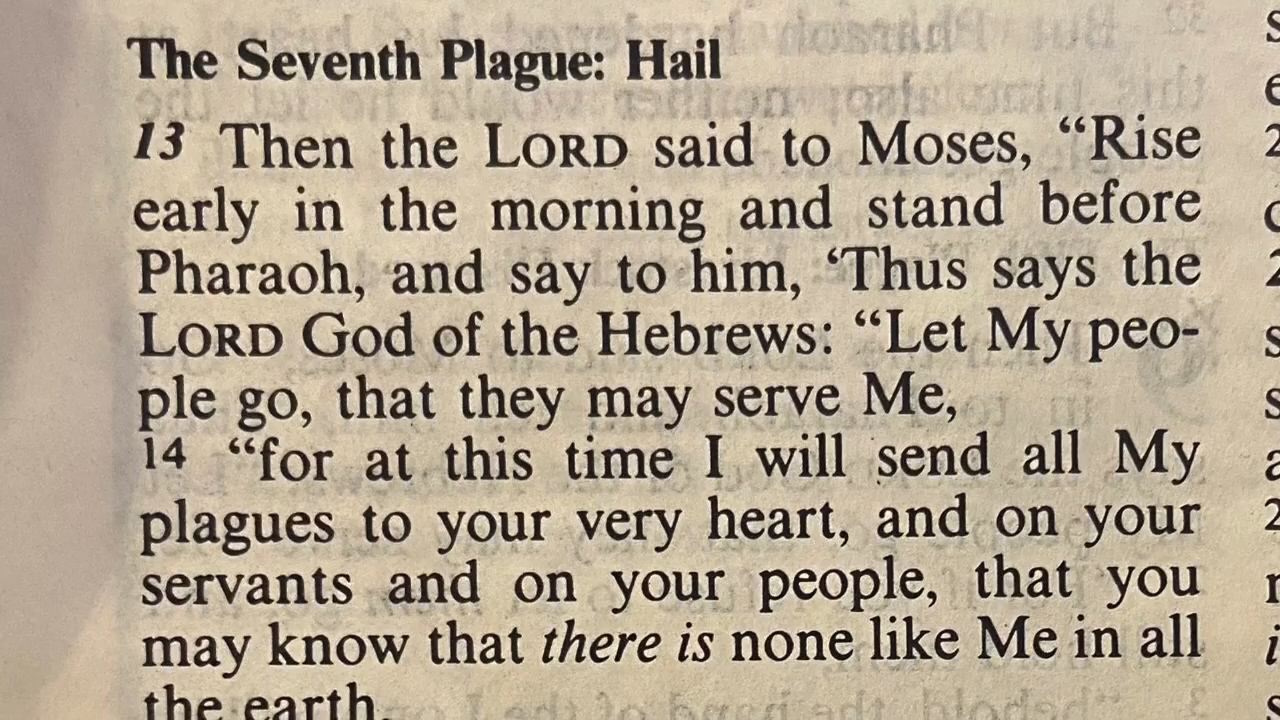 The Seventh Plague: Hail
13 Then the LORD said to Moses, “Rise
early in the morning and stand before
Pharaoh, and say to him, ‘Thus says the
LORD God of the Hebrews: “Let My peo-
ple go, that they may serve Me,
14 “for at this time I will send all My
plagues to your very heart, and on your
servants and on your people, that you
may know that there is none like Me in all
the earth.